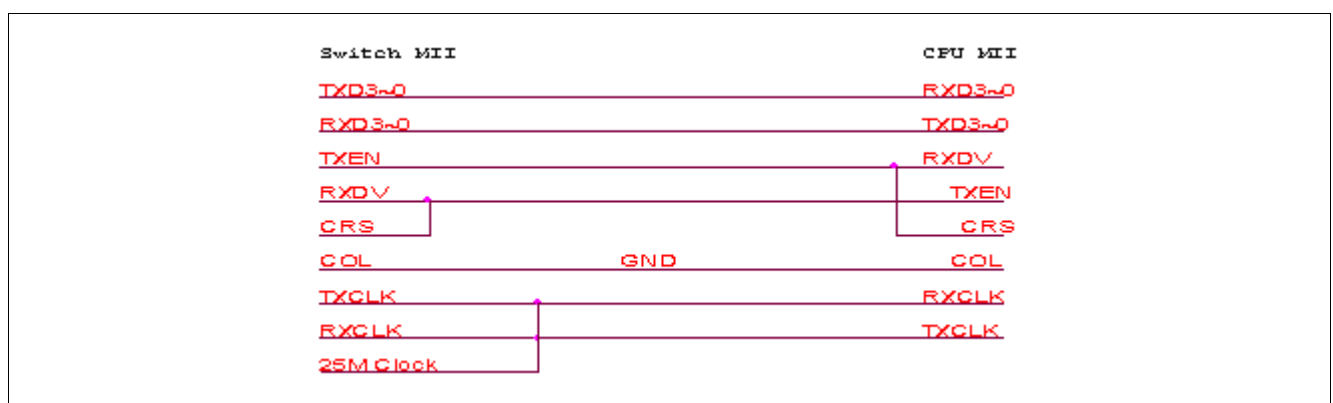 Switch MII CPU MII
TXD3~0 RXD3~0
RXD3~0 TXD3~0
TXEN RXDV
RXDV TXEN
CRS CRS
COL GND COL
TXCLK RXCLK
RXCLK TXCLK
25M Clock